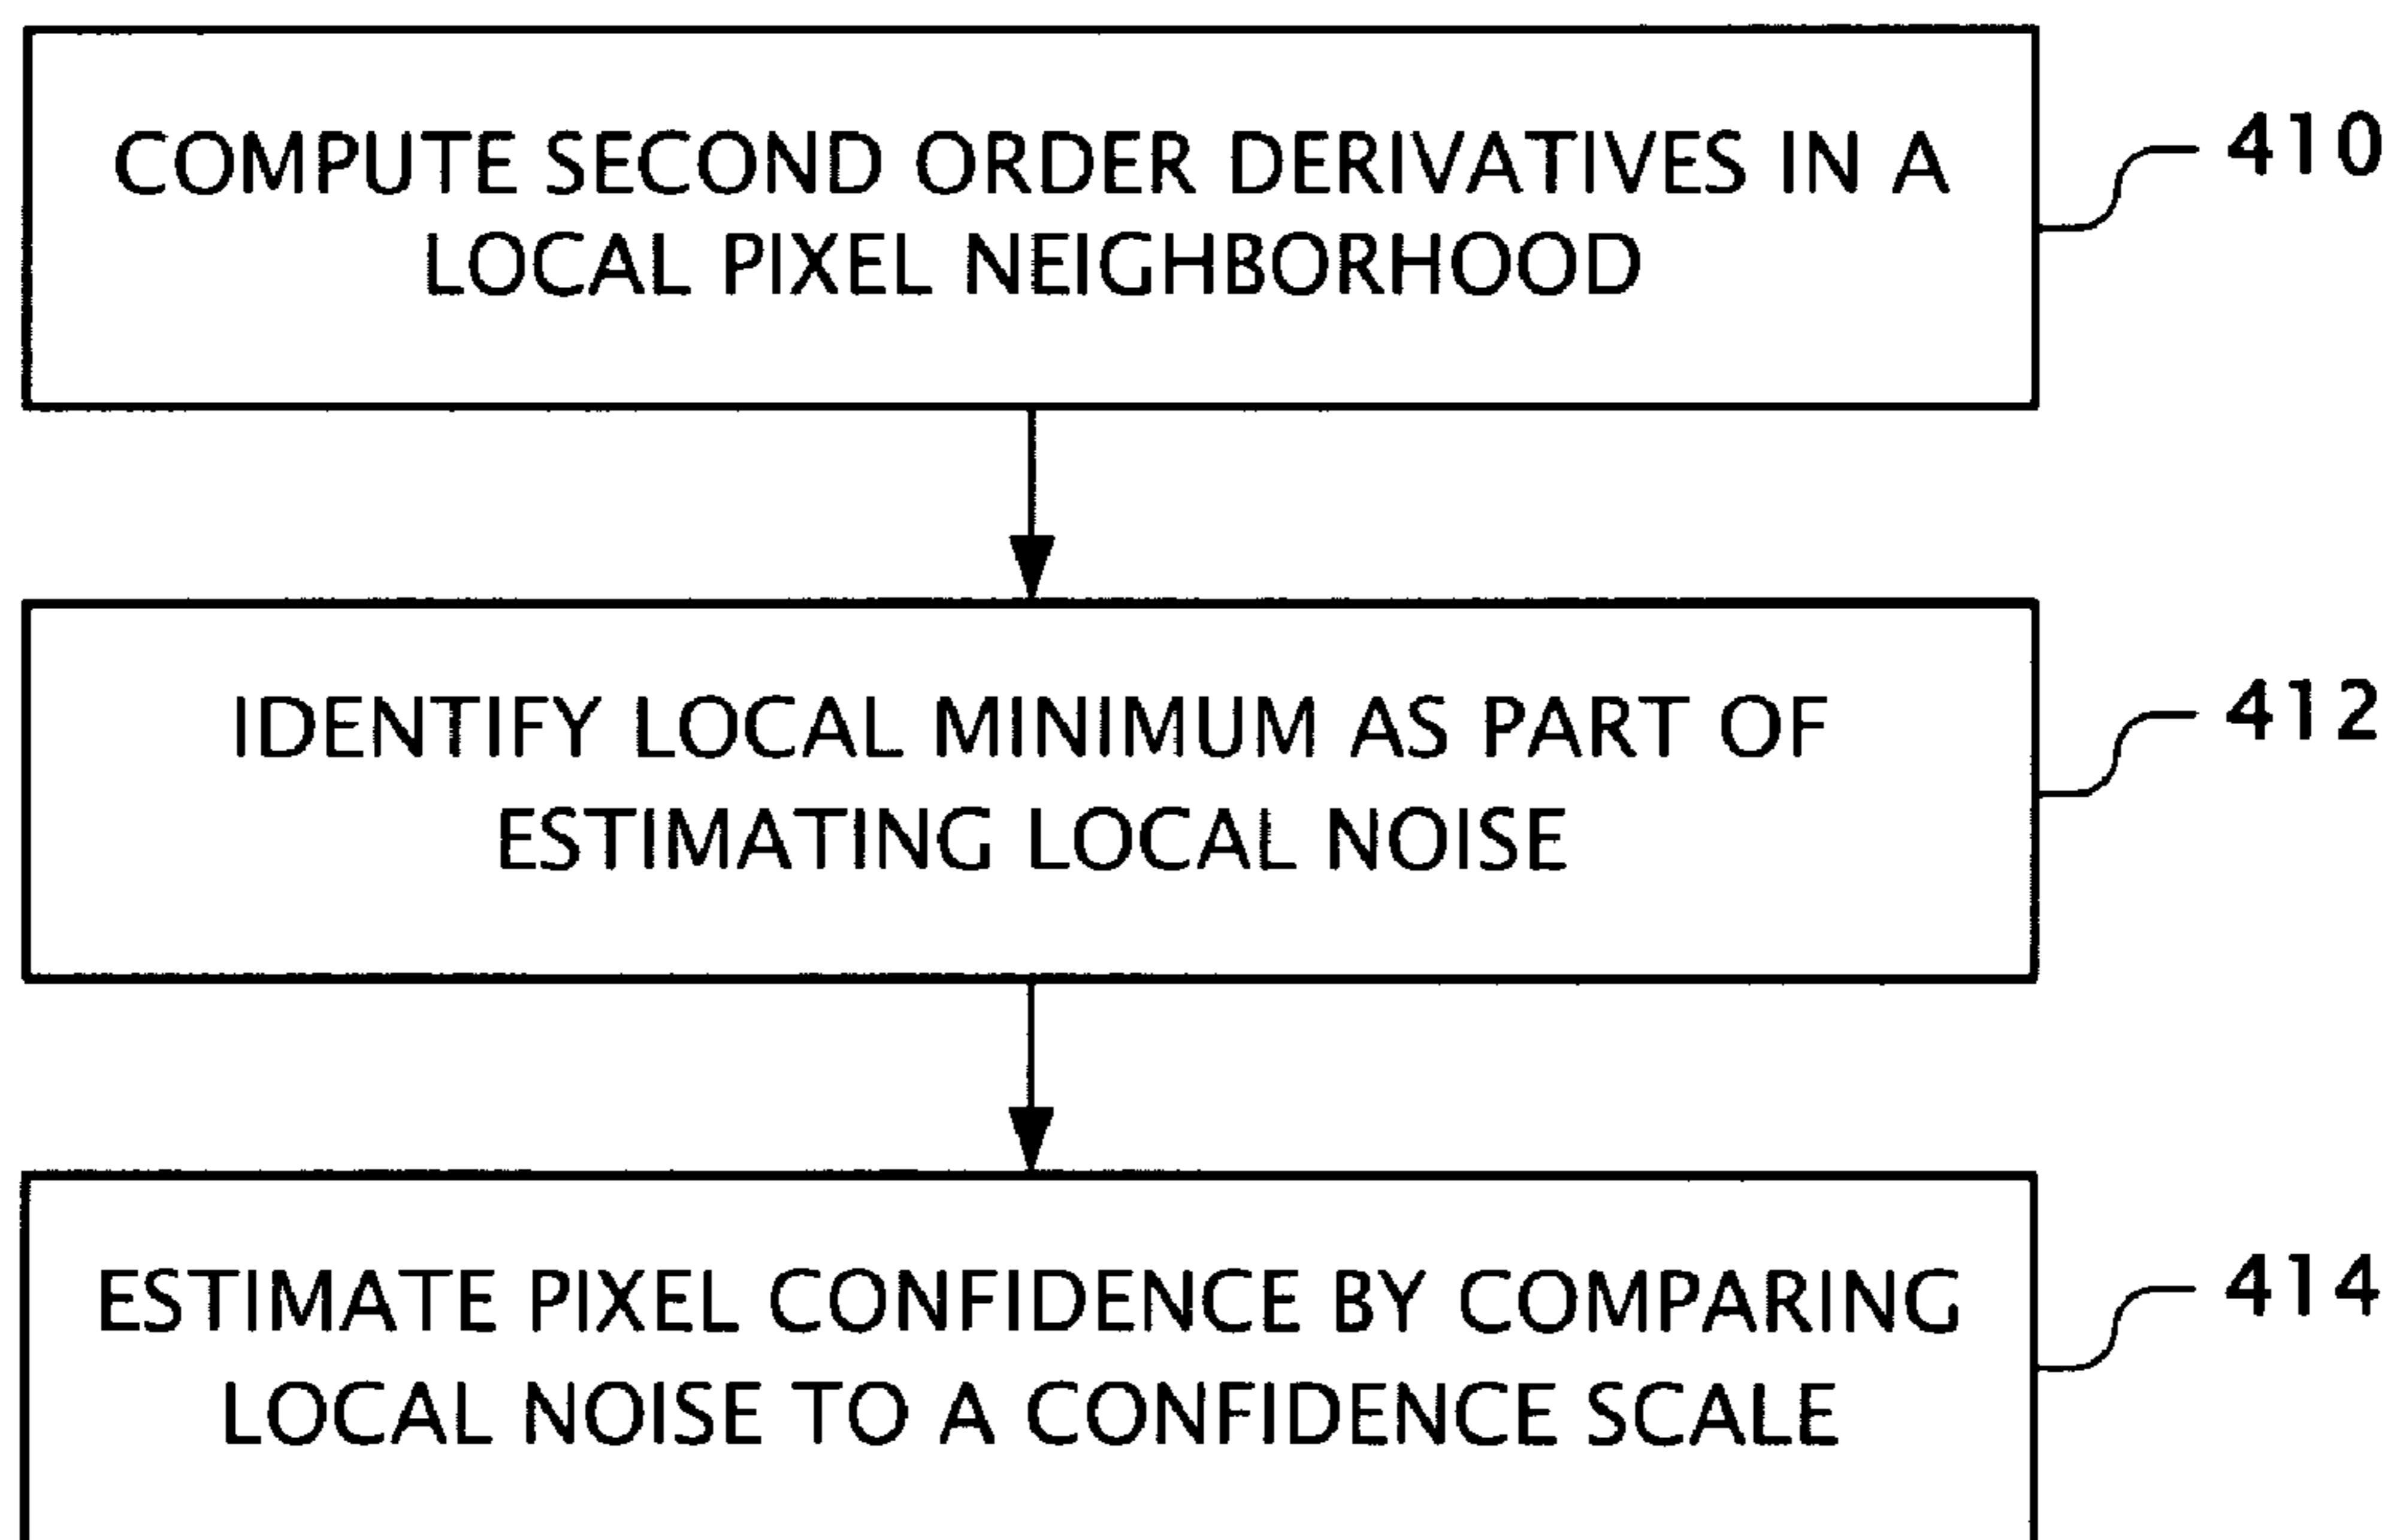 COMPUTE SECOND ORDER DERIVATIVES IN A
LOCAL PIXEL NEIGHBORHOOD
410
IDENTIFY LOCAL MINIMUM AS PART OF
ESTIMATING LOCAL NOISE
412
ESTIMATE PIXEL CONFIDENCE BY COMPARING
LOCAL NOISE TO A CONFIDENCE SCALE
414